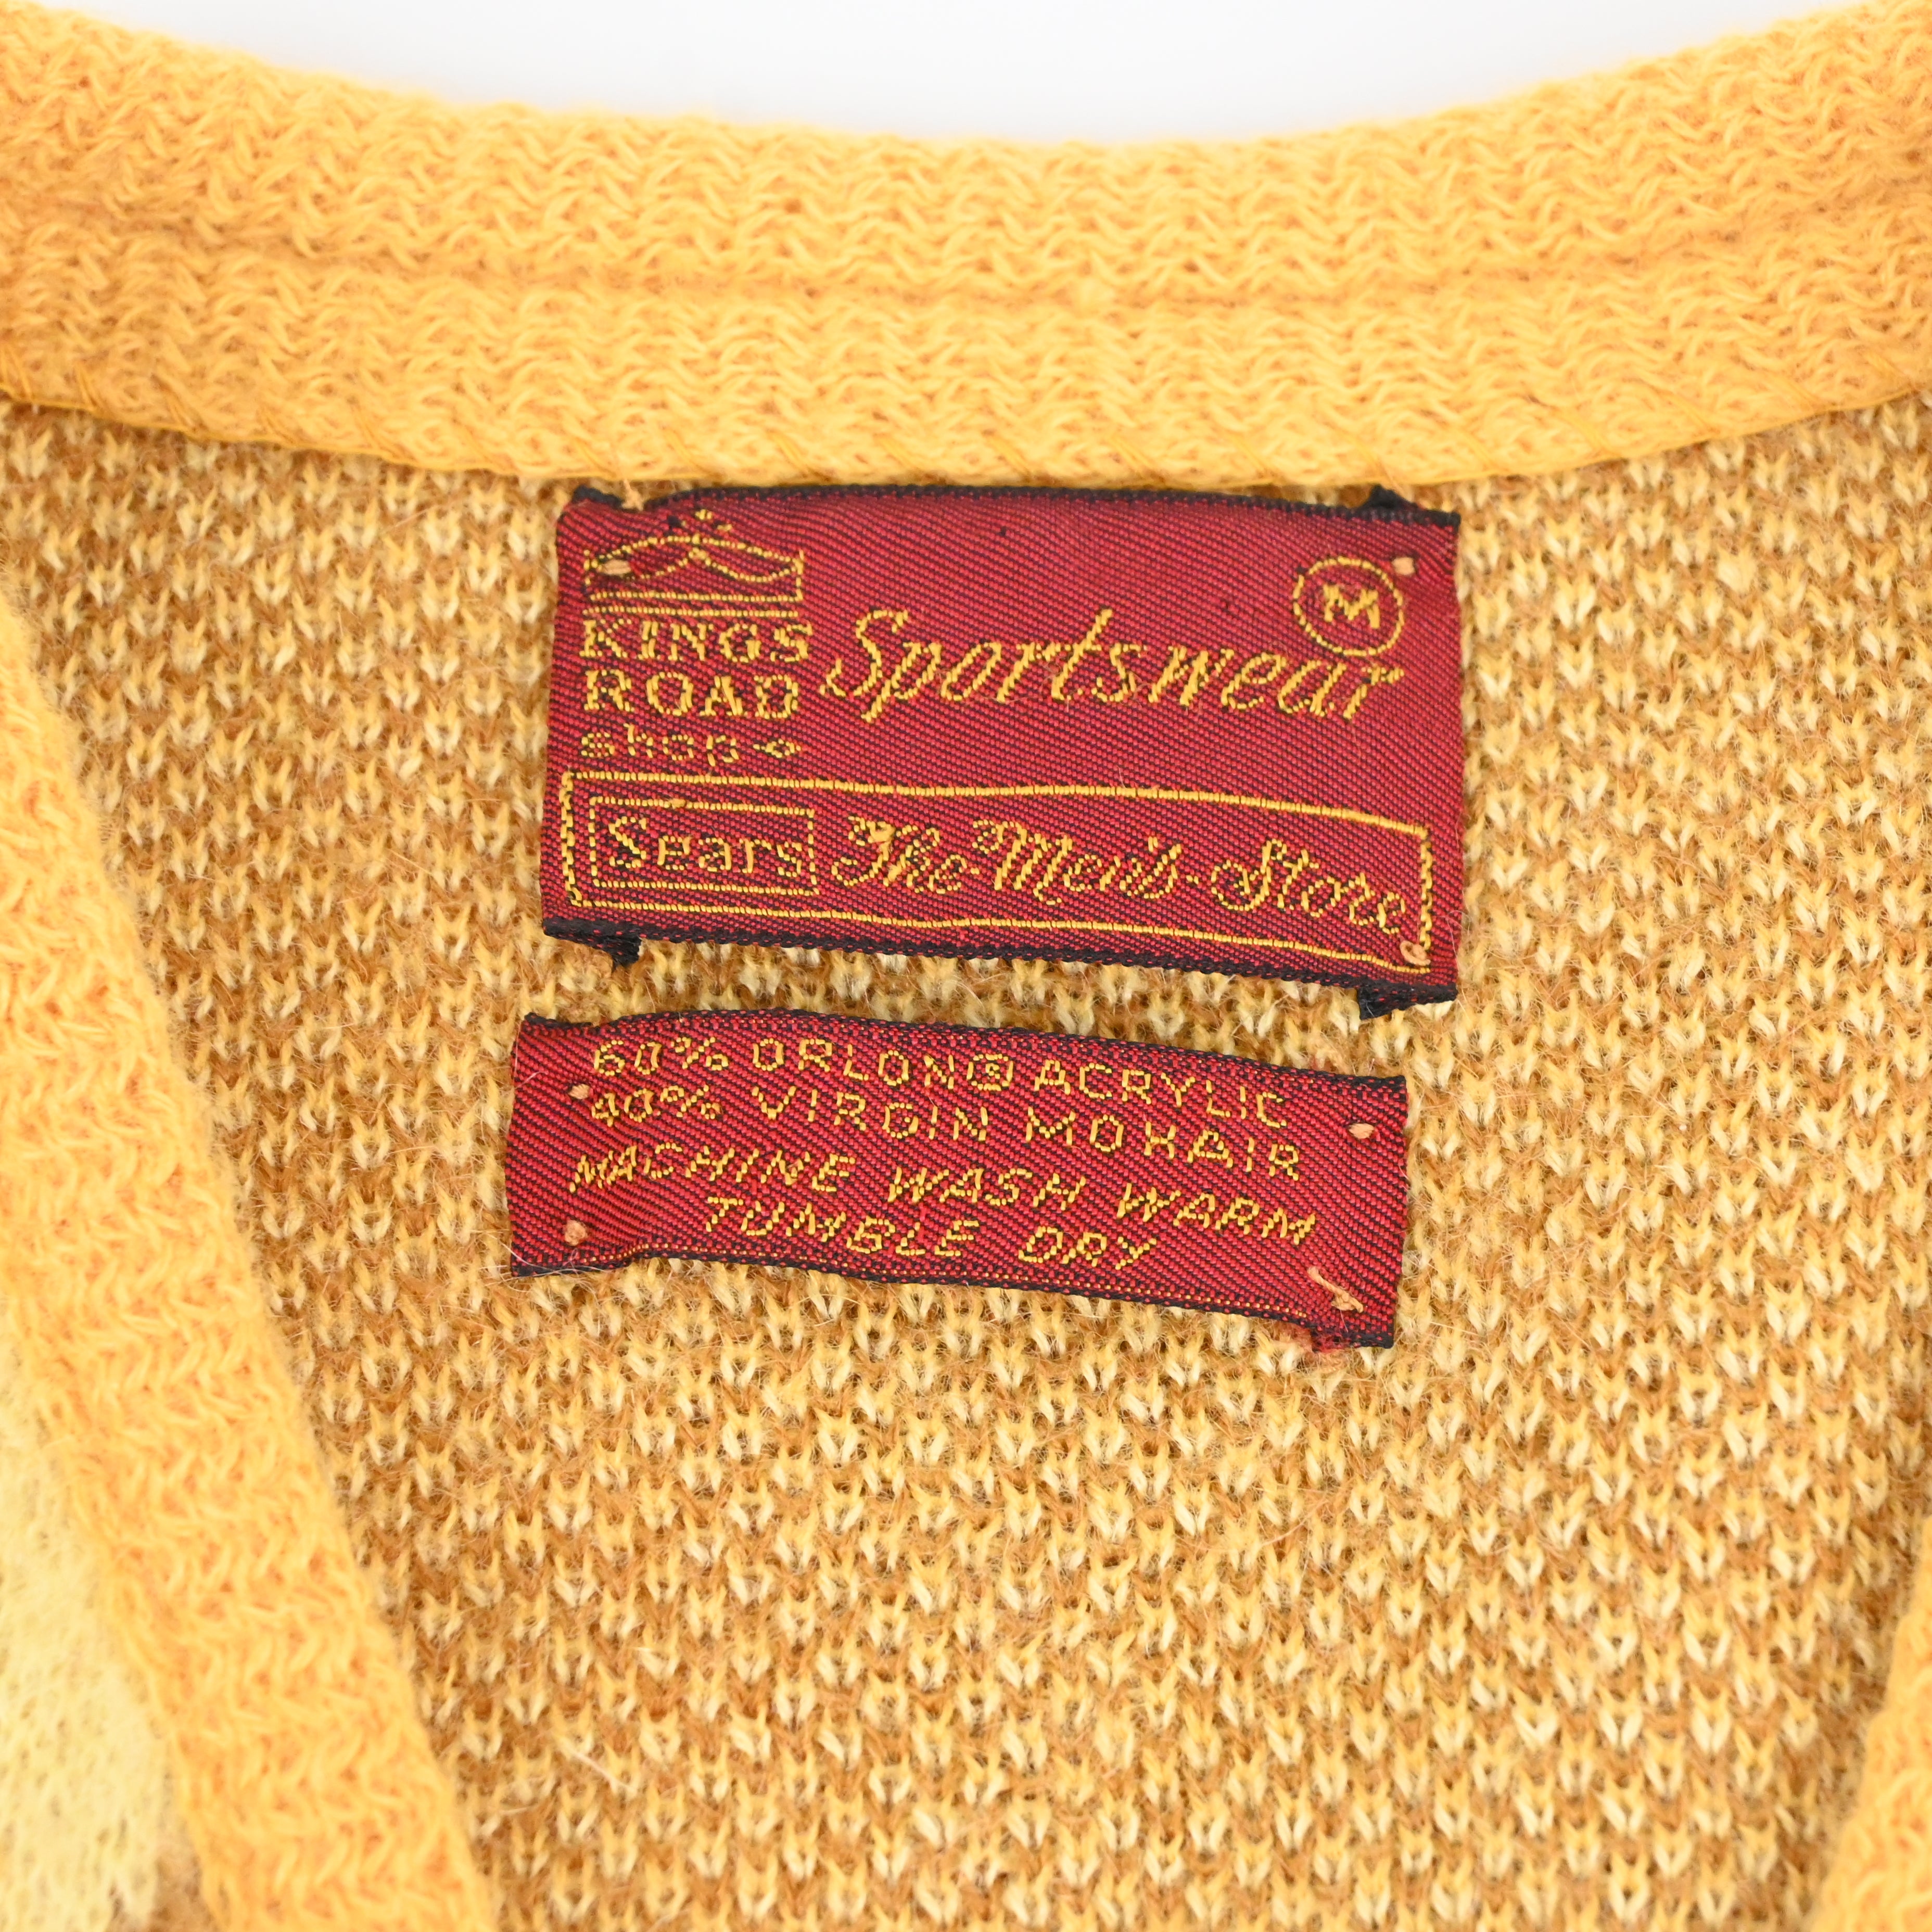 M
KINGS
ROAD
shop
Sportswear
Sears The Men's Store
60% ORLON® ACRYLIC
40% VIRGIN MOHAIR
MACHINE WASH WARM
TUMBLE DRY